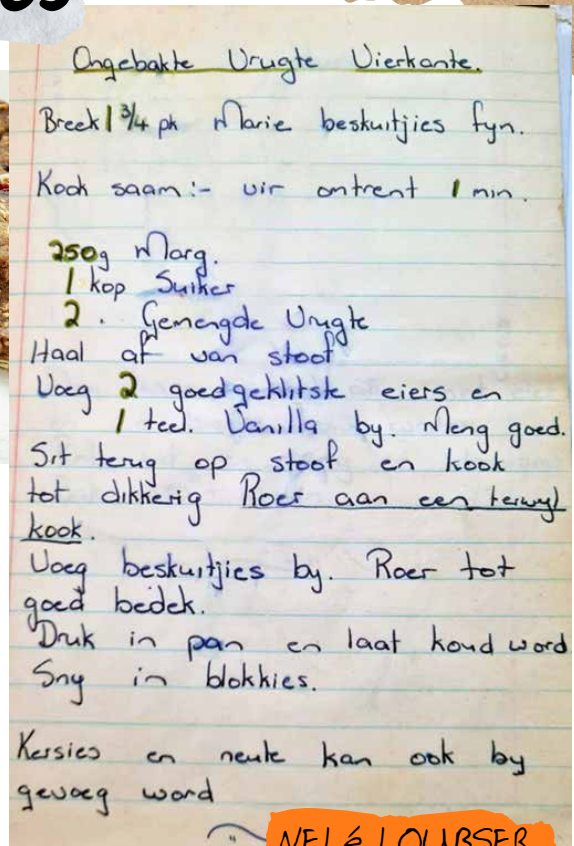 Ongebakte Vrugte Vierkante.
Breek 1 3/4 pk Marie beskuitjies fyn.
Kook saam:- vir omtrent 1 min.
250g Marg.
1 kop Suiker
2 . Gemengde Vrugte
Haal af van stoof
Voeg 2 goedgeklitste eiers en
1 teel. Vanilla by. Meng goed.
Sit terug op stoof en kook
tot dikkerig Roer aan een terwyl
kook.
Voeg beskuitjies by. Roer tot
goed bedek.
Druk in pan en laat koud word
Sny in blokkies.
Kersies en neute kan ook by
gevoeg word
NELÉ LOUBSER